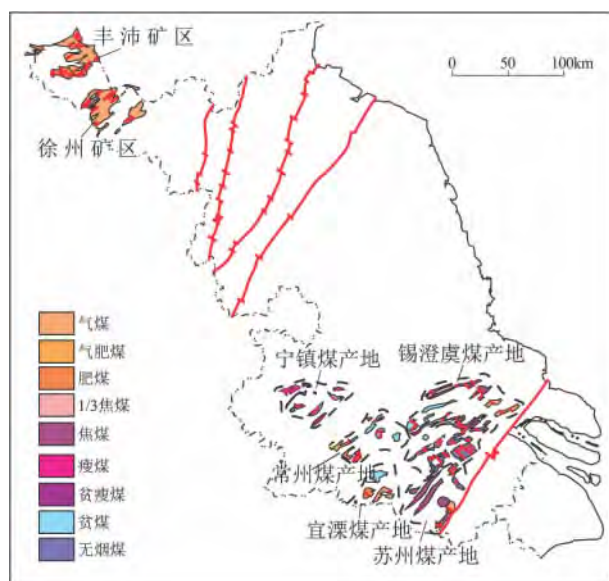 丰沛矿区
0 50 100km
徐州矿区
气煤
气肥煤
肥煤
1/3焦煤
焦煤
瘦煤
贫瘦煤
贫煤
无烟煤
宁镇煤产地
锡澄虞煤产地
常州煤产地
宜溧煤产地
苏州煤产地